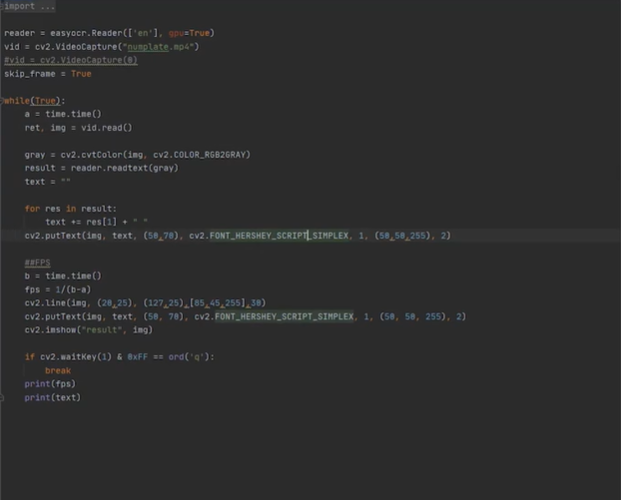 import ...
reader = easyocr.Reader(['en'], gpu=True)
vid = cv2.VideoCapture("numplate.mp4")
#vid = cv2.VideoCapture(0)
skip_frame = True
while(True):
a = time.time()
ret, img = vid.read()
gray = cv2.cvtColor(img, cv2.COLOR_RGB2GRAY)
result = reader.readtext(gray)
text = ""
for res in result:
text += res[1] + " "
cv2.putText(img, text, (50,70), cv2.FONT_HERSHEY_SCRIPT_SIMPLEX, 1, (50,50,255), 2)
##FPS
b = time.time()
fps = 1/(b-a)
cv2.line(img, (20,25), (127,25),[85,45,255],30)
cv2.putText(img, text, (50, 70), cv2.FONT_HERSHEY_SCRIPT_SIMPLEX, 1, (50, 50, 255), 2)
cv2.imshow("result", img)
if cv2.waitKey(1) & 0xFF == ord('q'):
break
print(fps)
print(text)